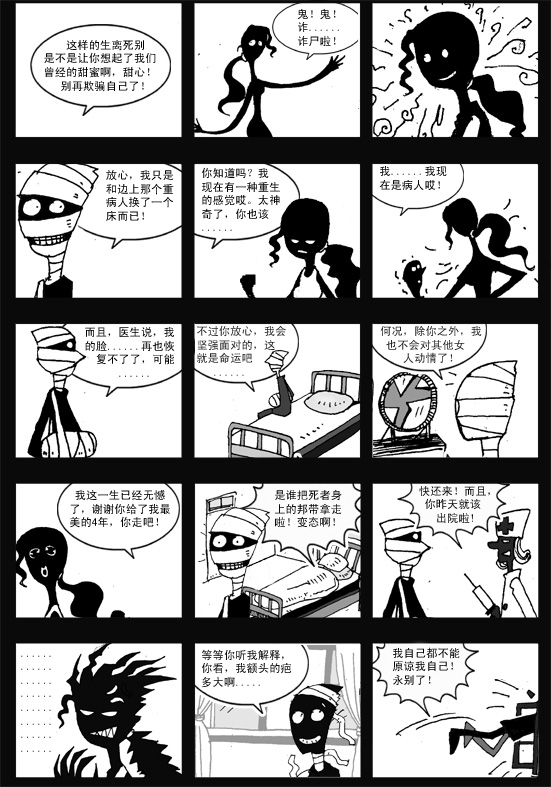 这样的生离死别
是不是让你想起了我们
曾经的甜蜜啊，甜心！
别再欺骗自己了！
鬼！鬼！
诈......
诈尸啦！
放心，我只是
和边上那个重
病人换了一个
床而已！
你知道吗？我
现在有一种重生
的感觉哎。太神
奇了，你也该
......
我......我现
在是病人哎！
而且，医生说，我
的脸......再也恢
复不了了，可能
......
不过你放心，我会
坚强面对的，这
就是命运吧
......
何况，除你之外，我
也不会对其他女
人动情了！
我这一生已经无憾
了，谢谢你给了我最
美的4年，你走吧！
是谁把死者身
上的邦带拿走
啦！变态啊！
快还来！而且，
你昨天就该
出院啦！
......
......
......
......
......
......
......
......
等等你听我解释，
你看，我额头的疤
多大啊.....
我自己都不能
原谅我自己！
永别了！